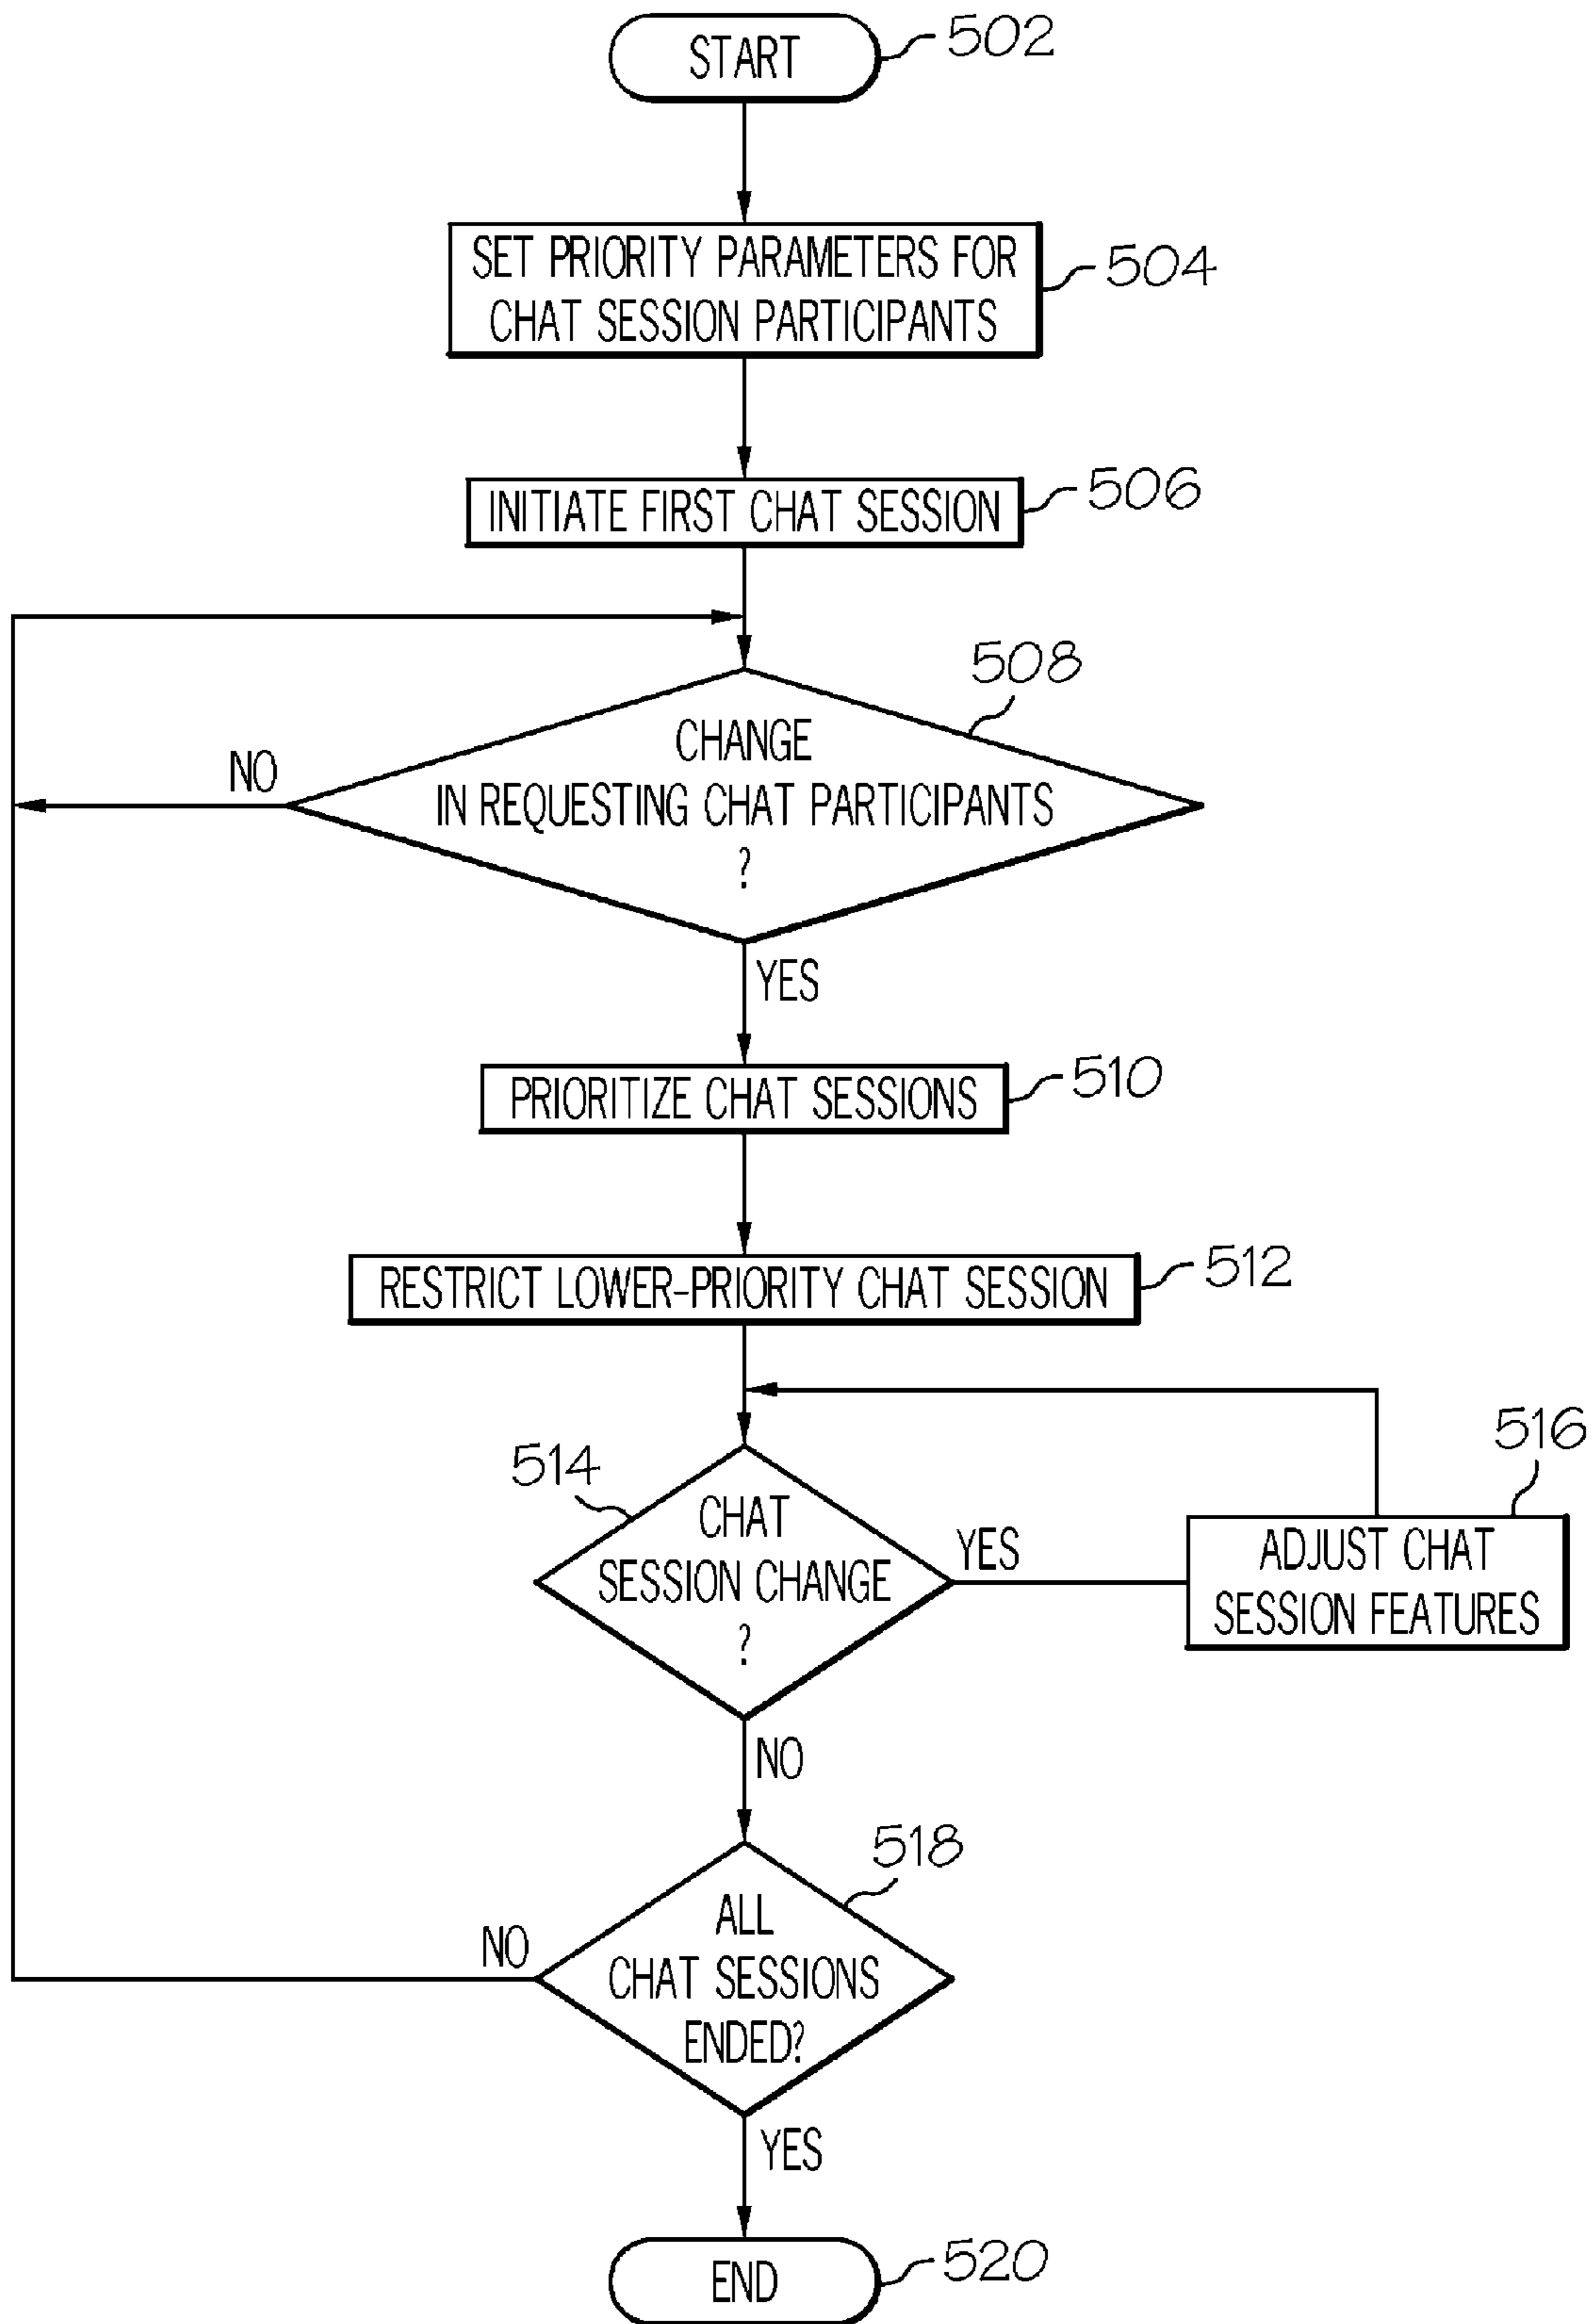 START
502
SET PRIORITY PARAMETERS FOR
CHAT SESSION PARTICIPANTS
504
INITIATE FIRST CHAT SESSION
506
508
CHANGE
IN REQUESTING CHAT PARTICIPANTS
?
NO
YES
PRIORITIZE CHAT SESSIONS
510
RESTRICT LOWER-PRIORITY CHAT SESSION
512
514
CHAT
SESSION CHANGE
?
YES
516
ADJUST CHAT
SESSION FEATURES
NO
518
ALL
CHAT SESSIONS
ENDED?
NO
YES
END
520